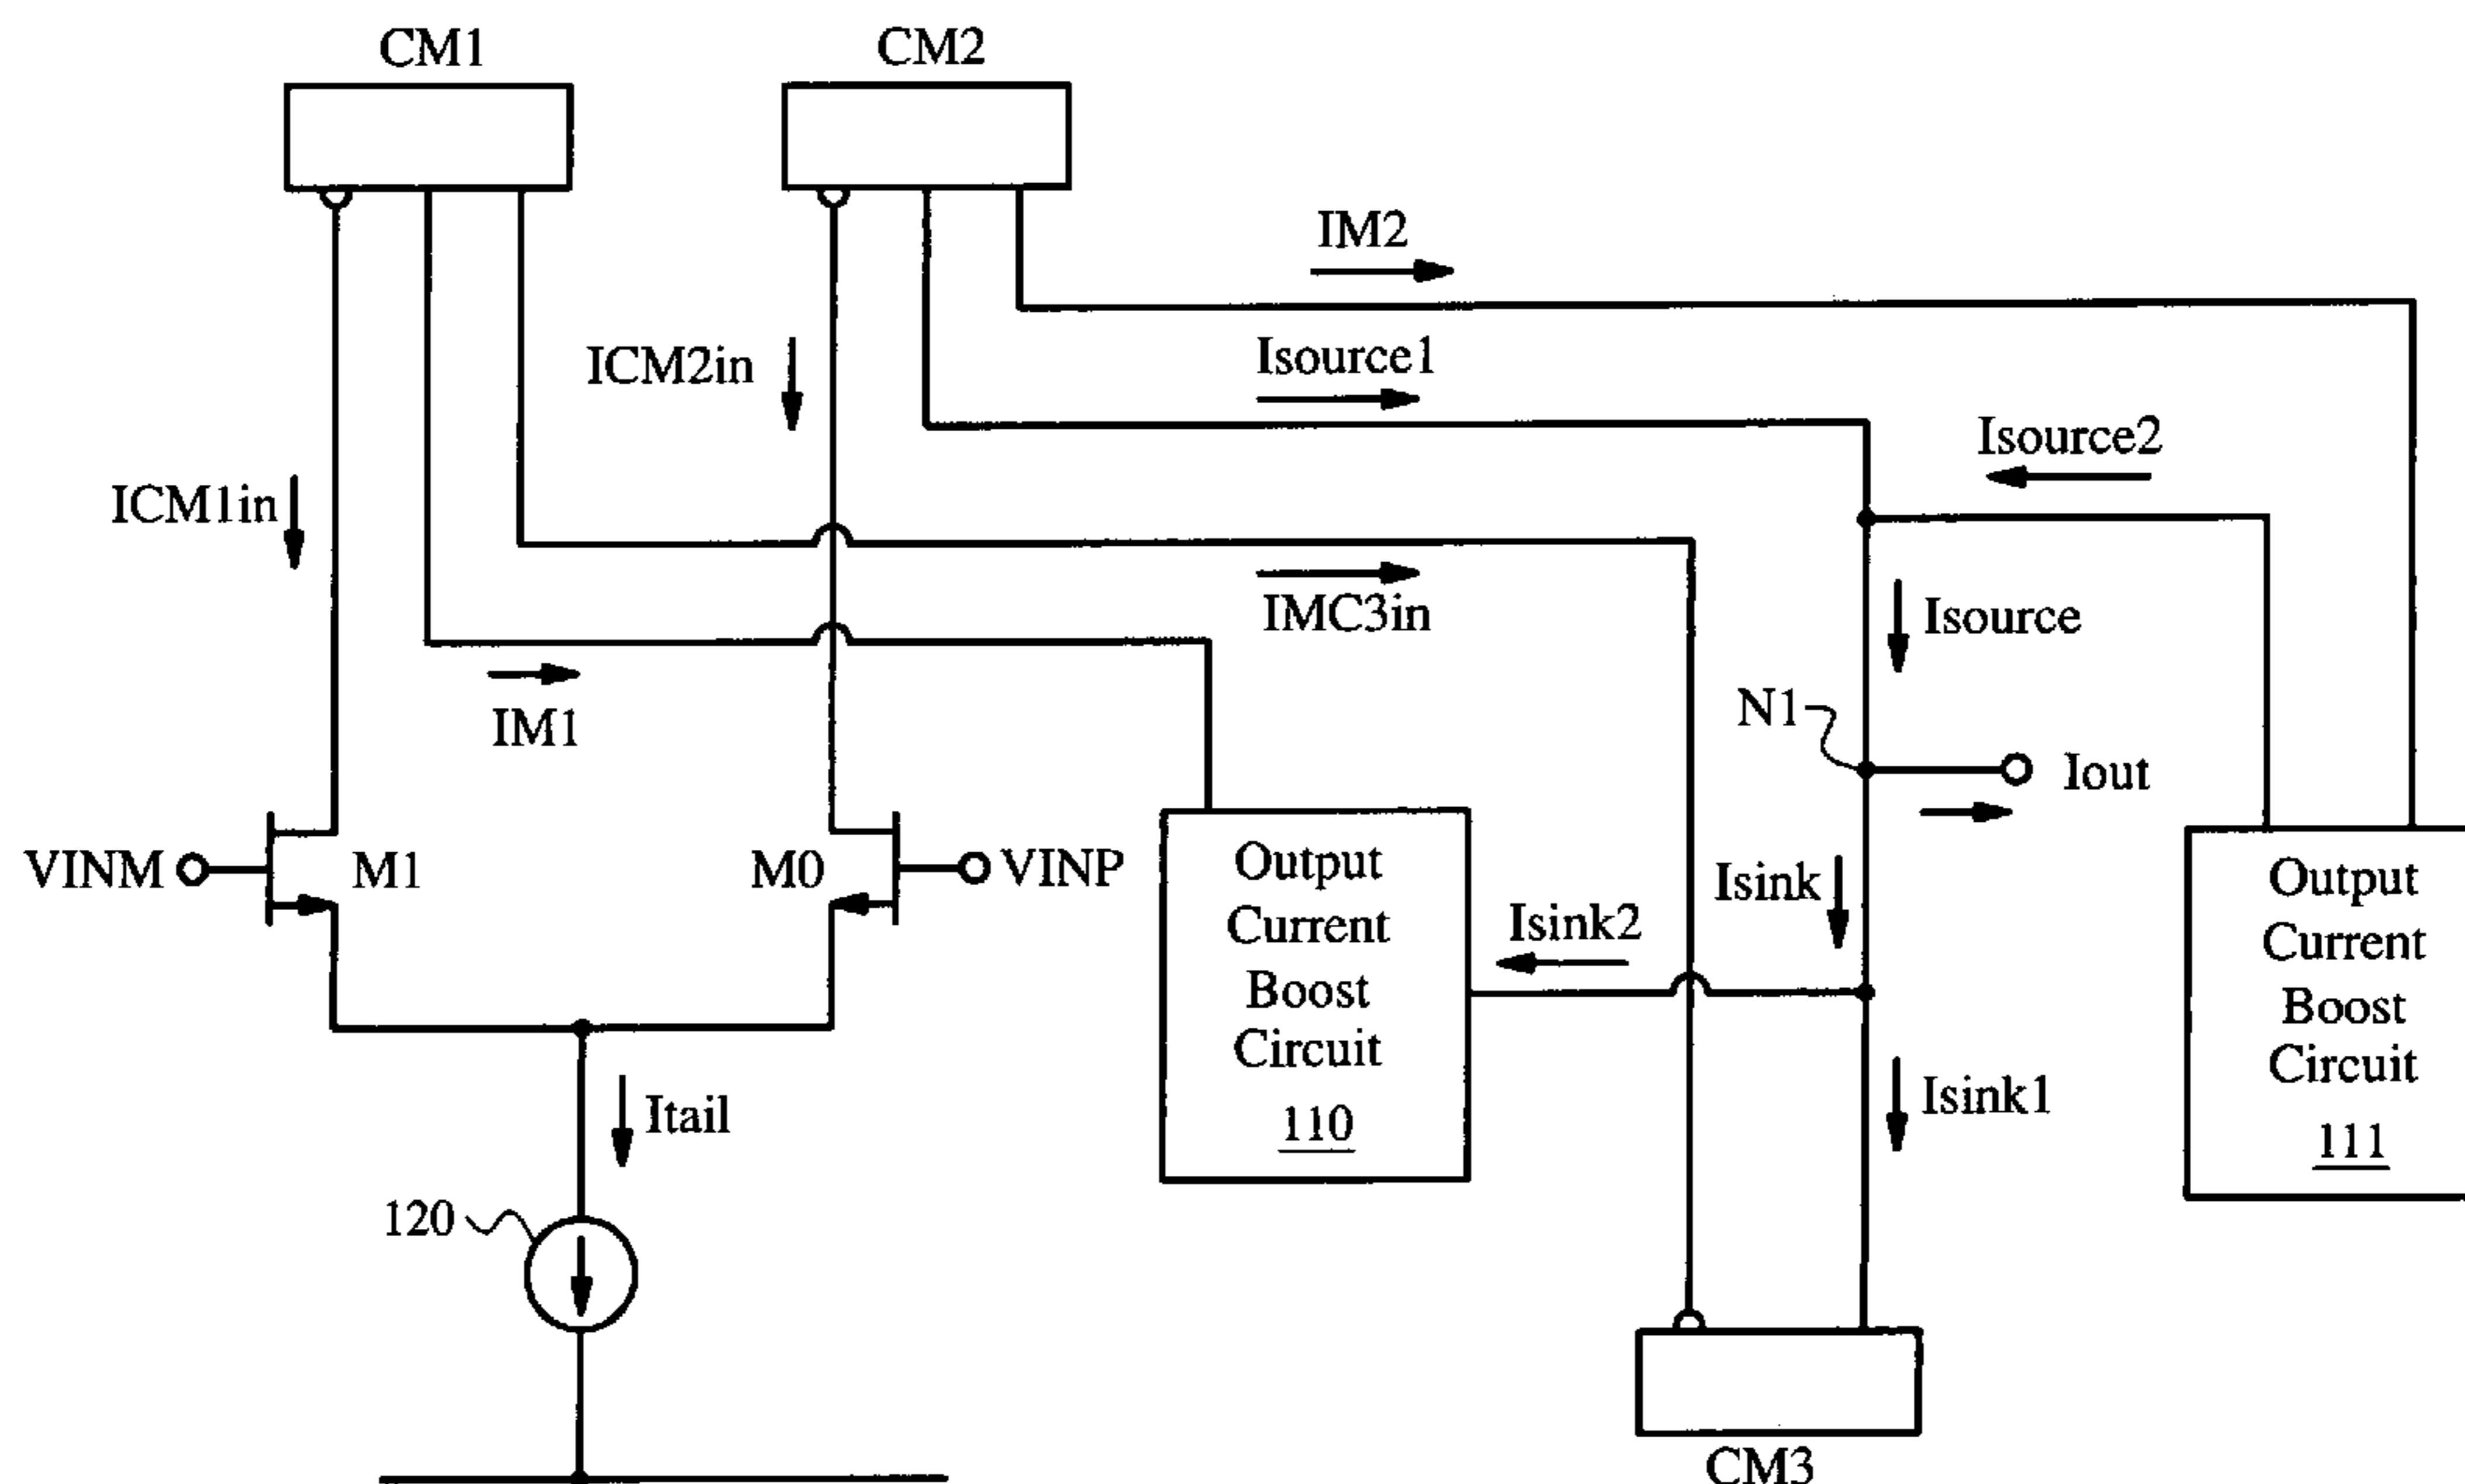 CM1
CM2
IM2
ICM2in
Isource1
Isource2
ICM1in
IMC3in
Isource
IM1
N1
Iout
VINM
M1
M0
VINP
Output
Current
Boost
Circuit
110
Isink
Isink2
Output
Current
Boost
Circuit
111
Itail
Isink1
120
CM3